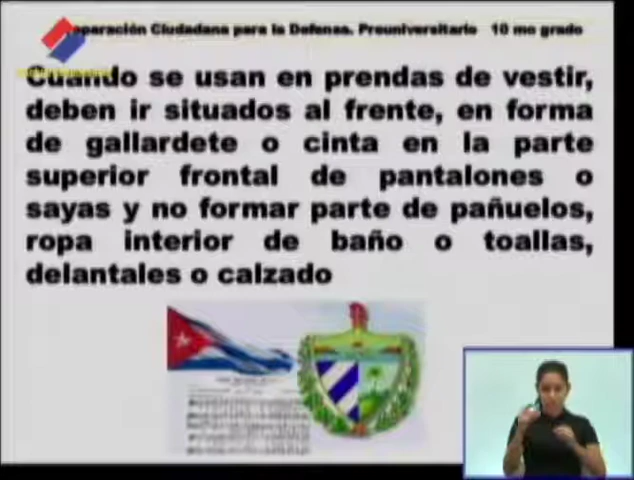 Preparación Ciudadana para la Defensa. Preuniversitario 10 mo grado
Cuando se usan en prendas de vestir,
deben ir situados al frente, en forma
de gallardete o cinta en la parte
superior frontal de pantalones o
sayas y no formar parte de pañuelos,
ropa interior de baño o toallas,
delantales o calzado